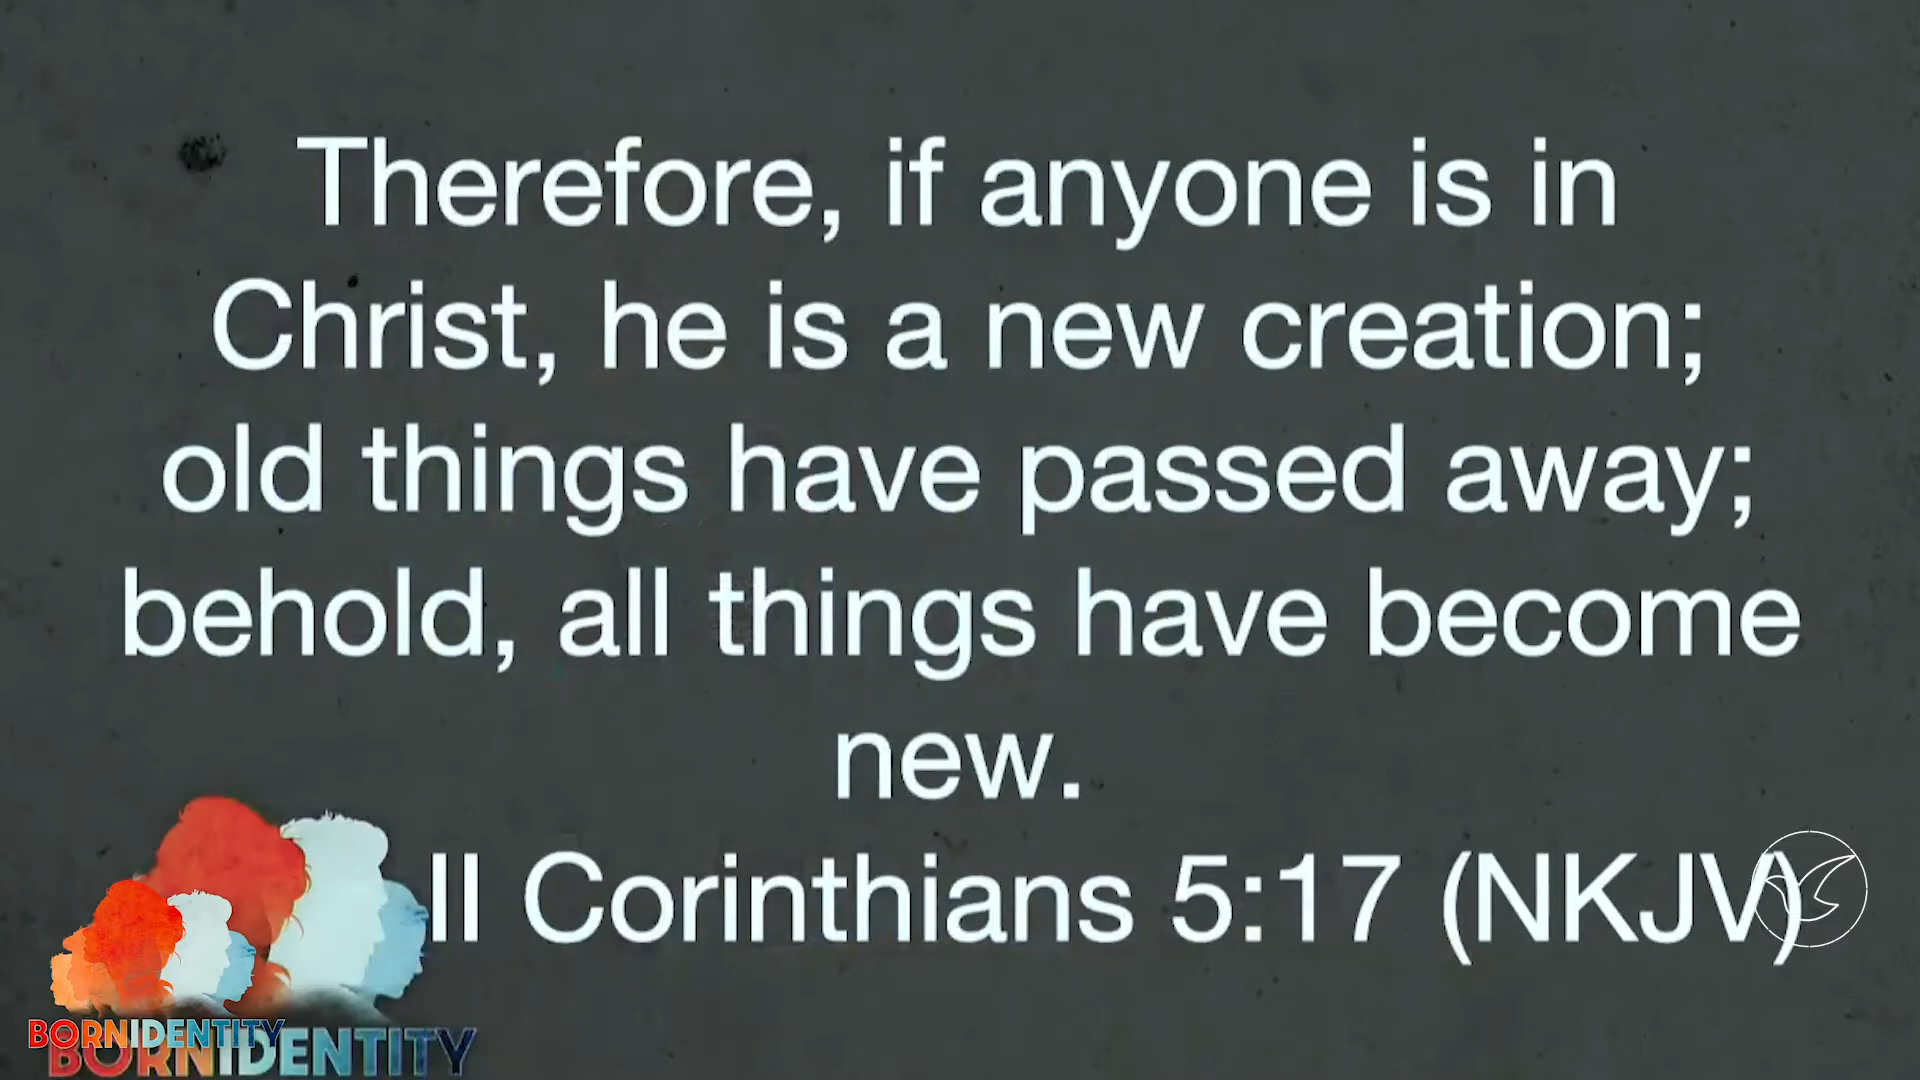 Therefore, if anyone is in
Christ, he is a new creation;
old things have passed away;
behold, all things have become
new.
II Corinthians 5:17 (NKJV)
BORNIDENTITY
BORNIDENTITY